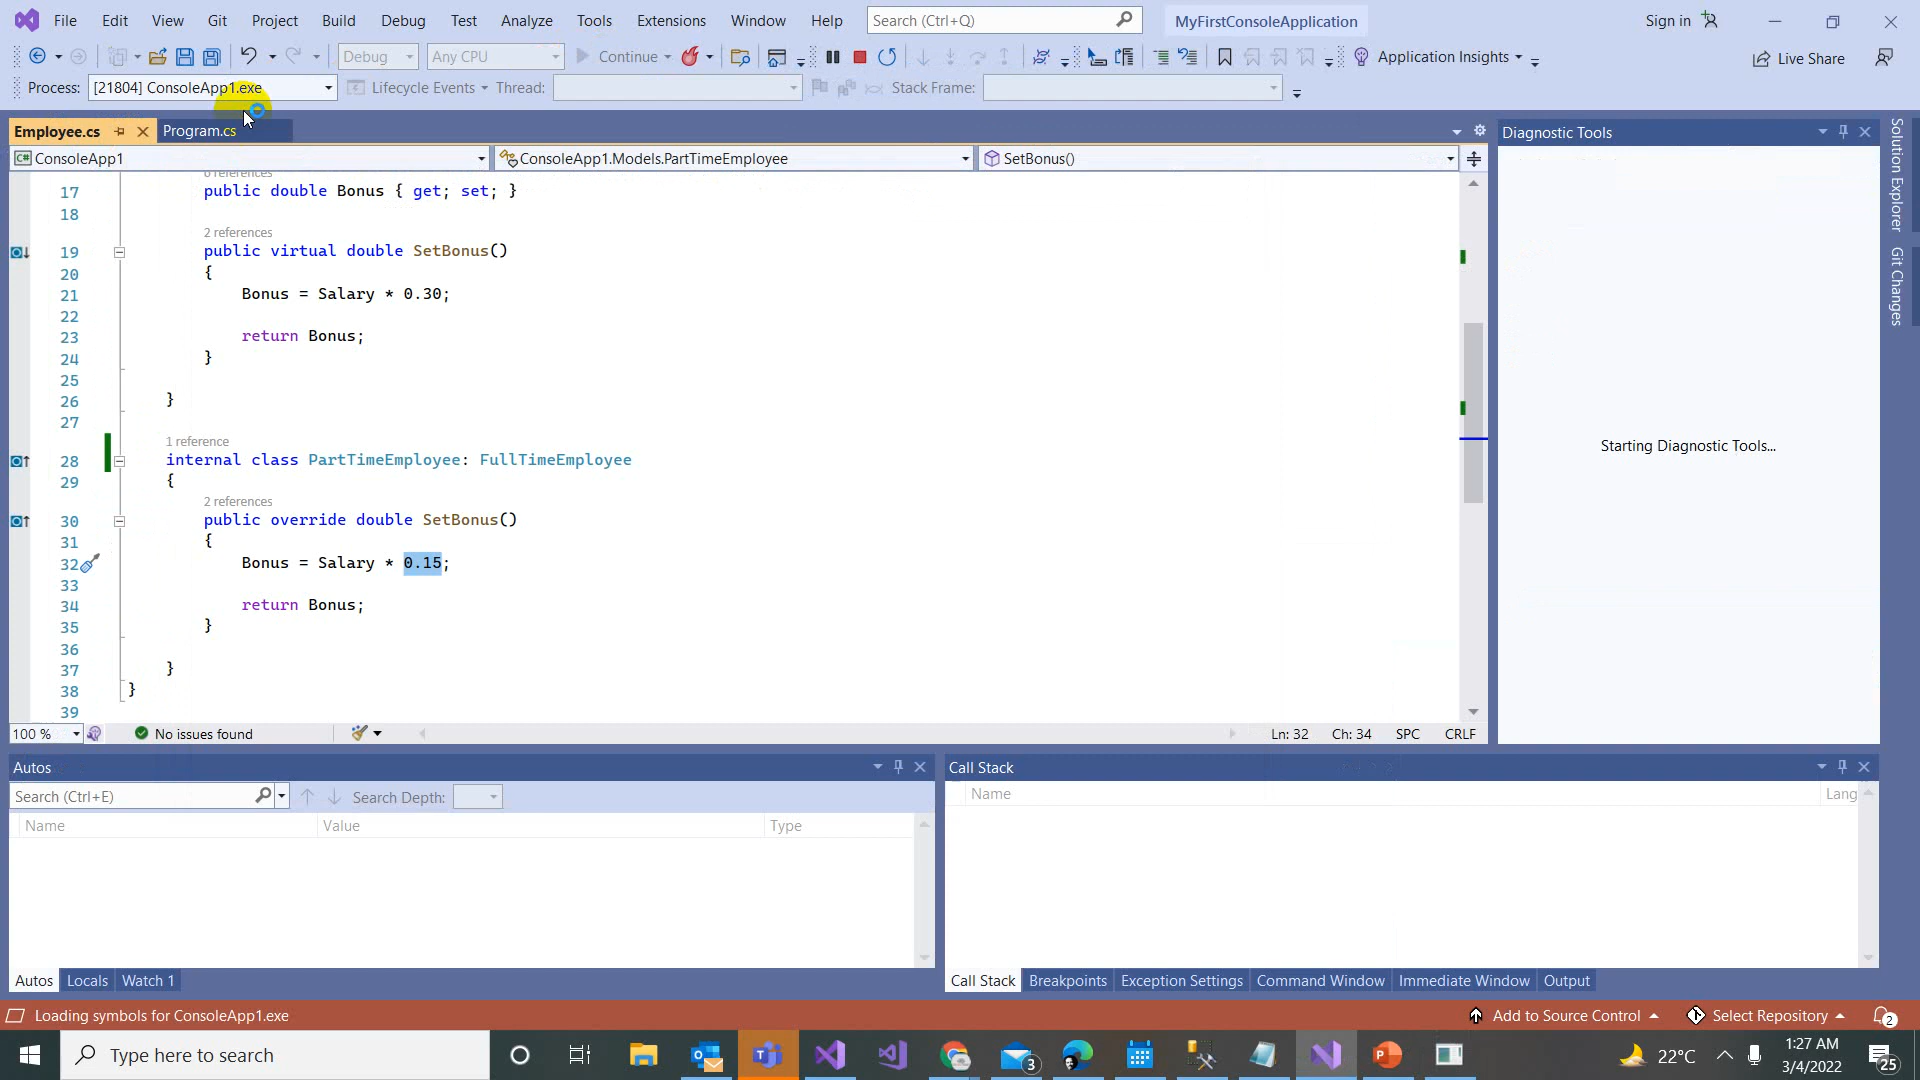 File Edit View Git Project Build Debug Test Analyze Tools Extensions Window Help Search (Ctrl+Q) MyFirstConsoleApplication Sign in
Debug Any CPU Continue Application Insights Live Share
Process: [21804] ConsoleApp1.exe Lifecycle Events Thread: Stack Frame:
Employee.cs Program.cs
ConsoleApp1 ConsoleApp1.Models.PartTimeEmployee SetBonus()
0 references
17 public double Bonus { get; set; }
18
2 references
19 public virtual double SetBonus()
20 {
21 Bonus = Salary * 0.30;
22
23 return Bonus;
24 }
25
26 }
27
1 reference
28 internal class PartTimeEmployee: FullTimeEmployee
29 {
2 references
30 public override double SetBonus()
31 {
32 Bonus = Salary * 0.15;
33
34 return Bonus;
35 }
36
37 }
38 }
39
100 % No issues found Ln: 32 Ch: 34 SPC CRLF
Diagnostic Tools
Starting Diagnostic Tools...
Solution Explorer
Git Changes
Autos
Search (Ctrl+E) Search Depth:
Name Value Type
Autos Locals Watch 1
Call Stack
Name Lang
Call Stack Breakpoints Exception Settings Command Window Immediate Window Output
Loading symbols for ConsoleApp1.exe Add to Source Control Select Repository 2
Type here to search 3 22°C 1:27 AM
3/4/2022 25